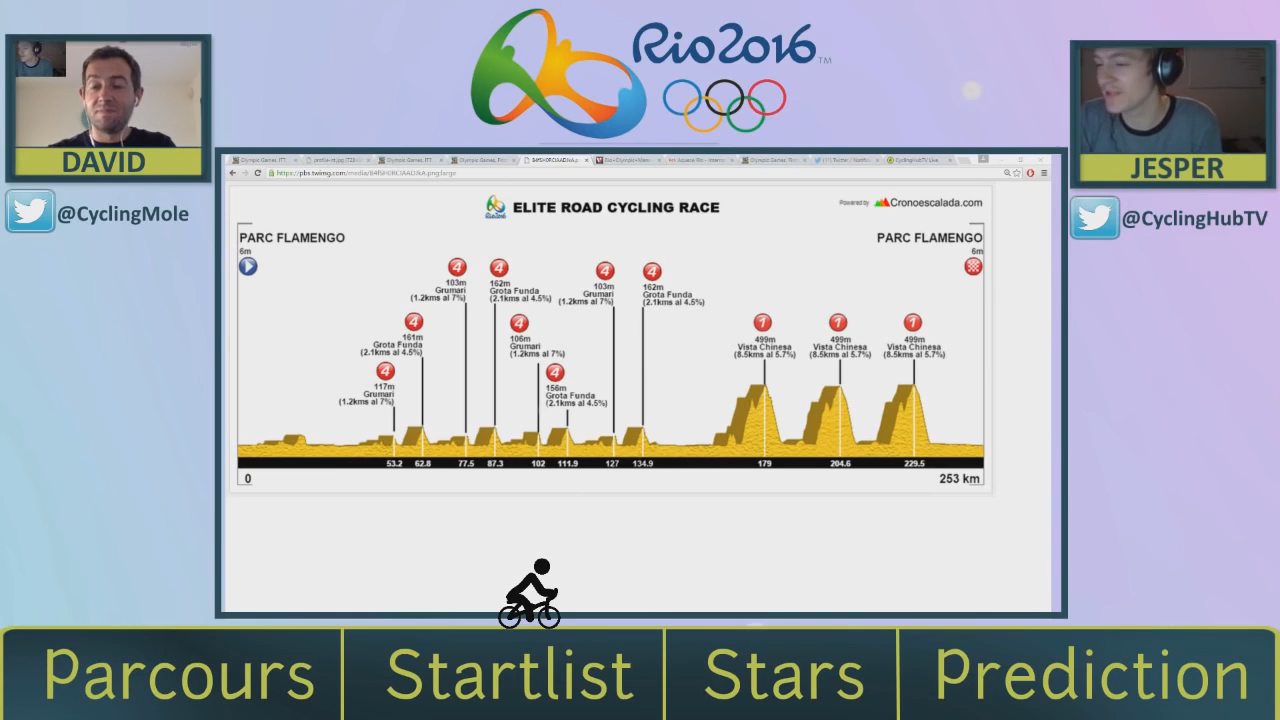 Rio2016™
DAVID
@CyclingMole
JESPER
@CyclingHubTV
https://pbs.twimg.com/media/
ELITE ROAD CYCLING RACE
Powered by Cronoescalada.com
PARC FLAMENGO
6m
PARC FLAMENGO
6m
4
103m
Grumari
(1.2kms al 7%)
4
162m
Grota Funda
(2.1kms al 4.5%)
4
103m
Grumari
(1.2kms al 7%)
4
162m
Grota Funda
(2.1kms al 4.5%)
4
161m
Grota Funda
(2.1kms al 4.5%)
4
106m
Grumari
(1.2kms al 7%)
4
117m
Grumari
(1.2kms al 7%)
4
156m
Grota Funda
(2.1kms al 4.5%)
1
499m
Vista Chinesa
(8.5kms al 5.7%)
1
499m
Vista Chinesa
(8.5kms al 5.7%)
1
499m
Vista Chinesa
(8.5kms al 5.7%)
53.2 62.8 77.5 87.3 102 111.9 127 134.9 179 204.6 229.5
0
253 km
Parcours
Startlist
Stars
Prediction